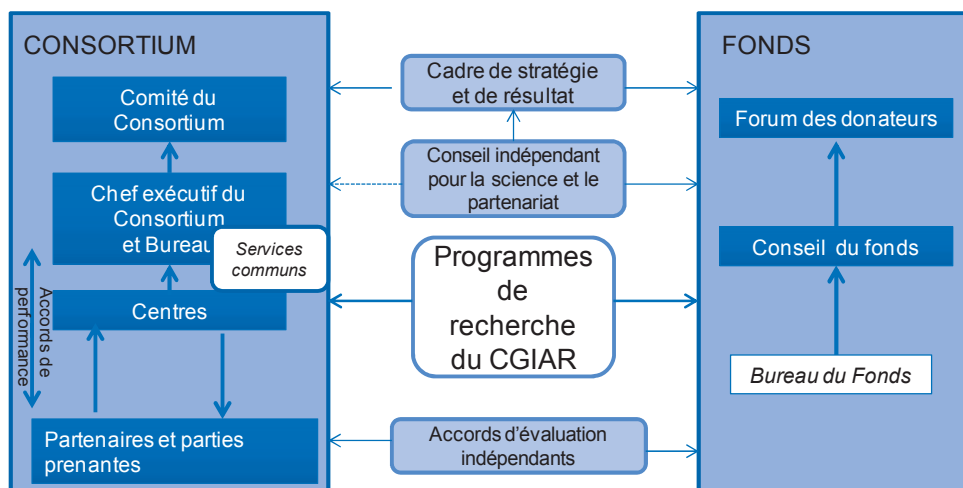 CONSORTIUM
Comité du
Consortium
Chef exécutif du
Consortium
et Bureau
Services
communs
Centres
Accords de
performance
Partenaires et parties
prenantes
Cadre de stratégie
et de résultat
Conseil indépendant
pour la science et le
partenariat
Programmes
de
recherche
du CGIAR
Accords d'évaluation
indépendants
FONDS
Forum des donateurs
Conseil du fonds
Bureau du Fonds